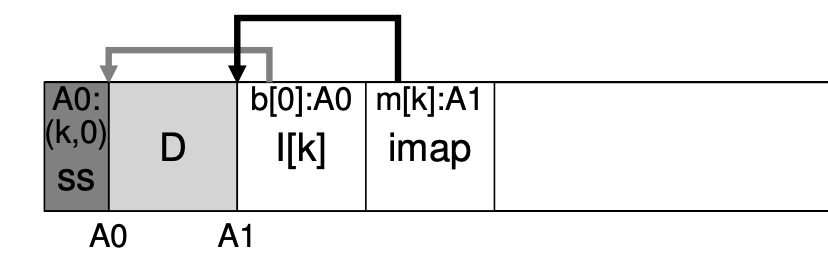 A0:
(k,0)
ss
D
b[0]:A0
I[k]
m[k]:A1
imap
A0
A1